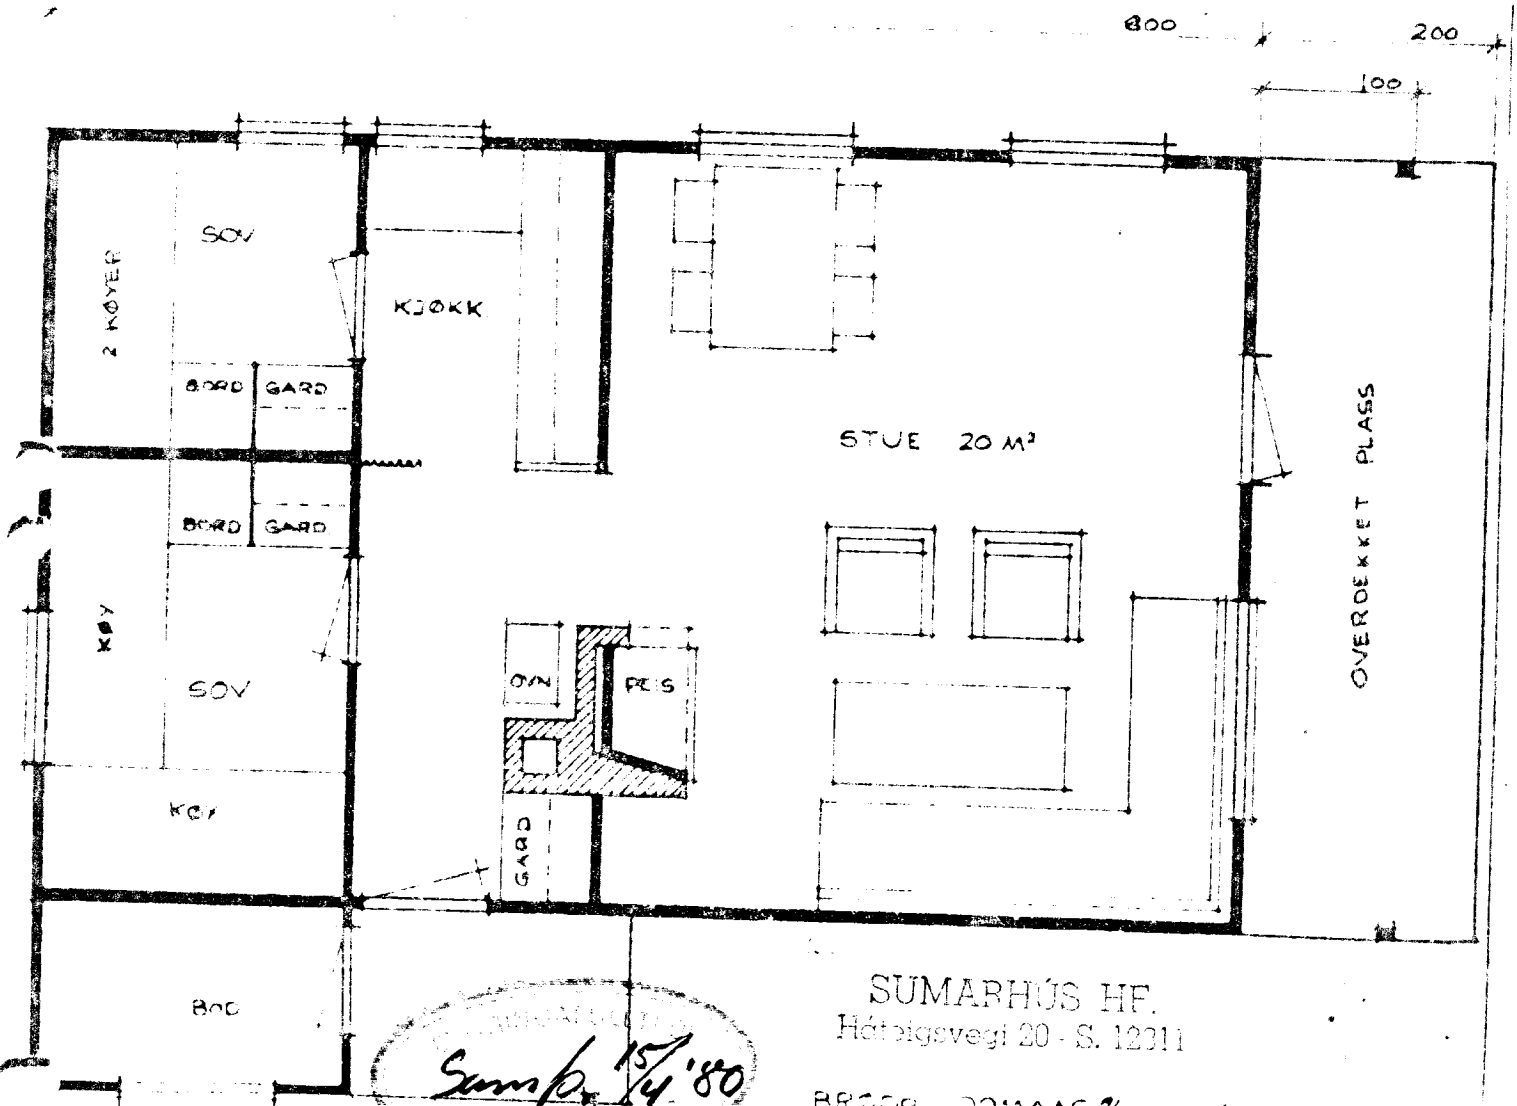 800 200
100
SOV
2 KØYER
KJØKK
BORD GARD
STUE 20 M²
OVERDEKKET PLASS
BORD GARD
KØY
SOV
OVN
PEIS
KØY
GARD
BOD
SUMARHÚS HF.
Háteigsvegi 20 - S. 12311
Samþ. 15/4 '80